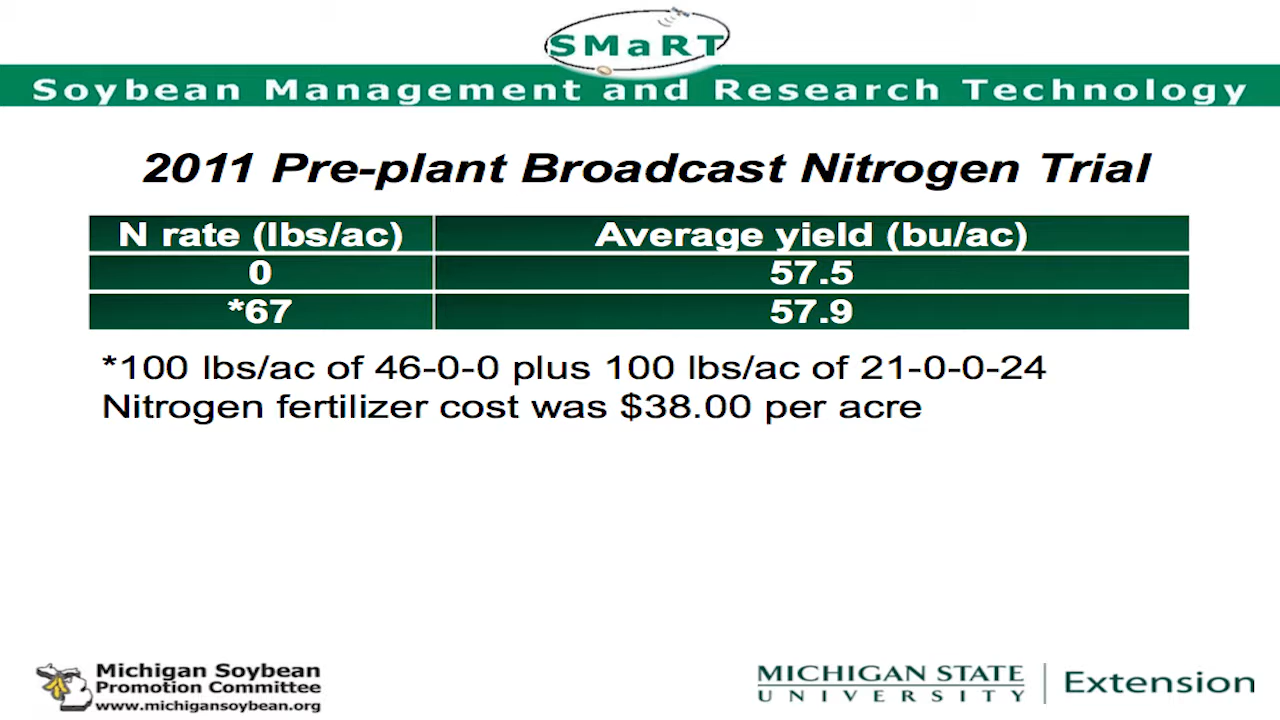 SMaRT
Soybean Management and Research Technology
2011 Pre-plant Broadcast Nitrogen Trial
N rate (lbs/ac) Average yield (bu/ac)
0 57.5
*67 57.9
*100 lbs/ac of 46-0-0 plus 100 lbs/ac of 21-0-0-24
Nitrogen fertilizer cost was $38.00 per acre
Michigan Soybean
Promotion Committee
www.michigansoybean.org
MICHIGAN STATE
UNIVERSITY
Extension